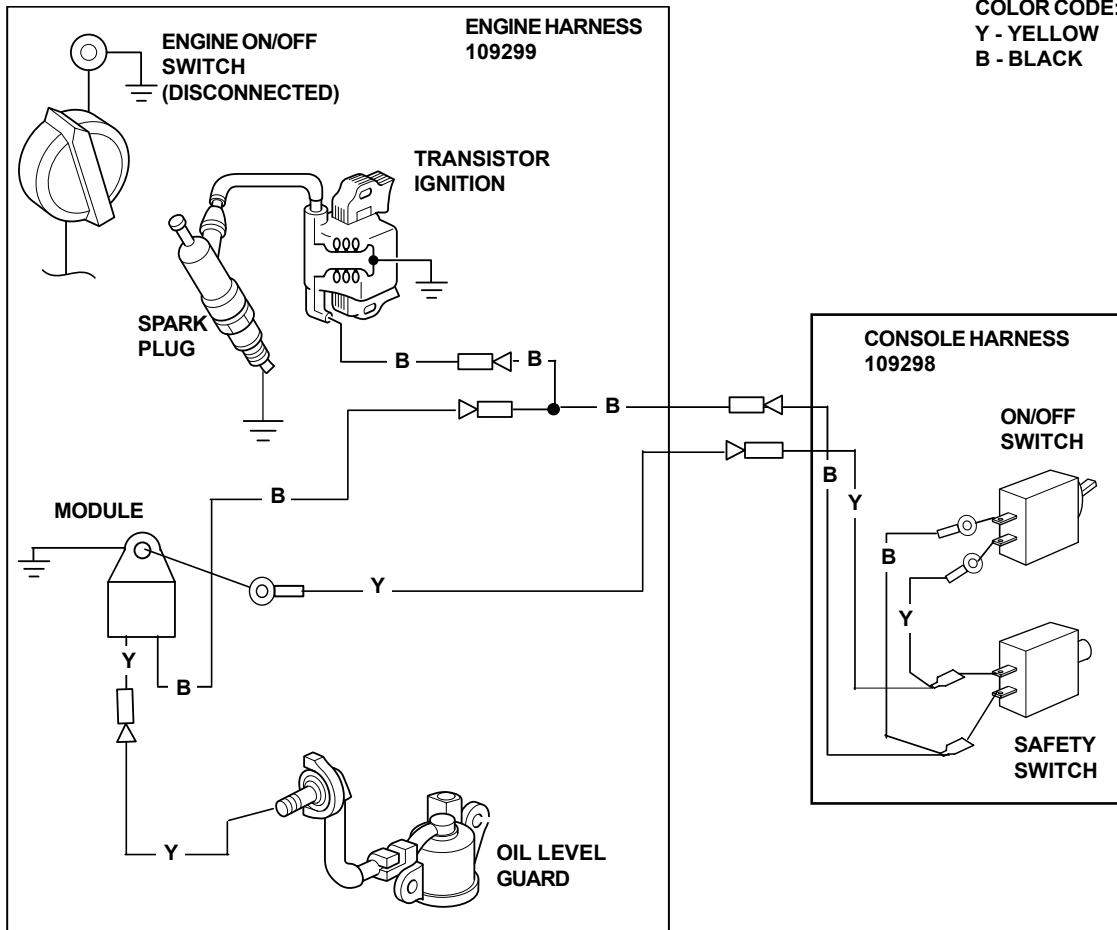 COLOR CODE:
Y - YELLOW
B - BLACK
ENGINE HARNESS
109299
ENGINE ON/OFF
SWITCH
(DISCONNECTED)
TRANSISTOR
IGNITION
SPARK
PLUG
B
B
B
CONSOLE HARNESS
109298
ON/OFF
SWITCH
B
Y
B
MODULE
B
Y
Y
Y
B
SAFETY
SWITCH
Y
OIL LEVEL
GUARD